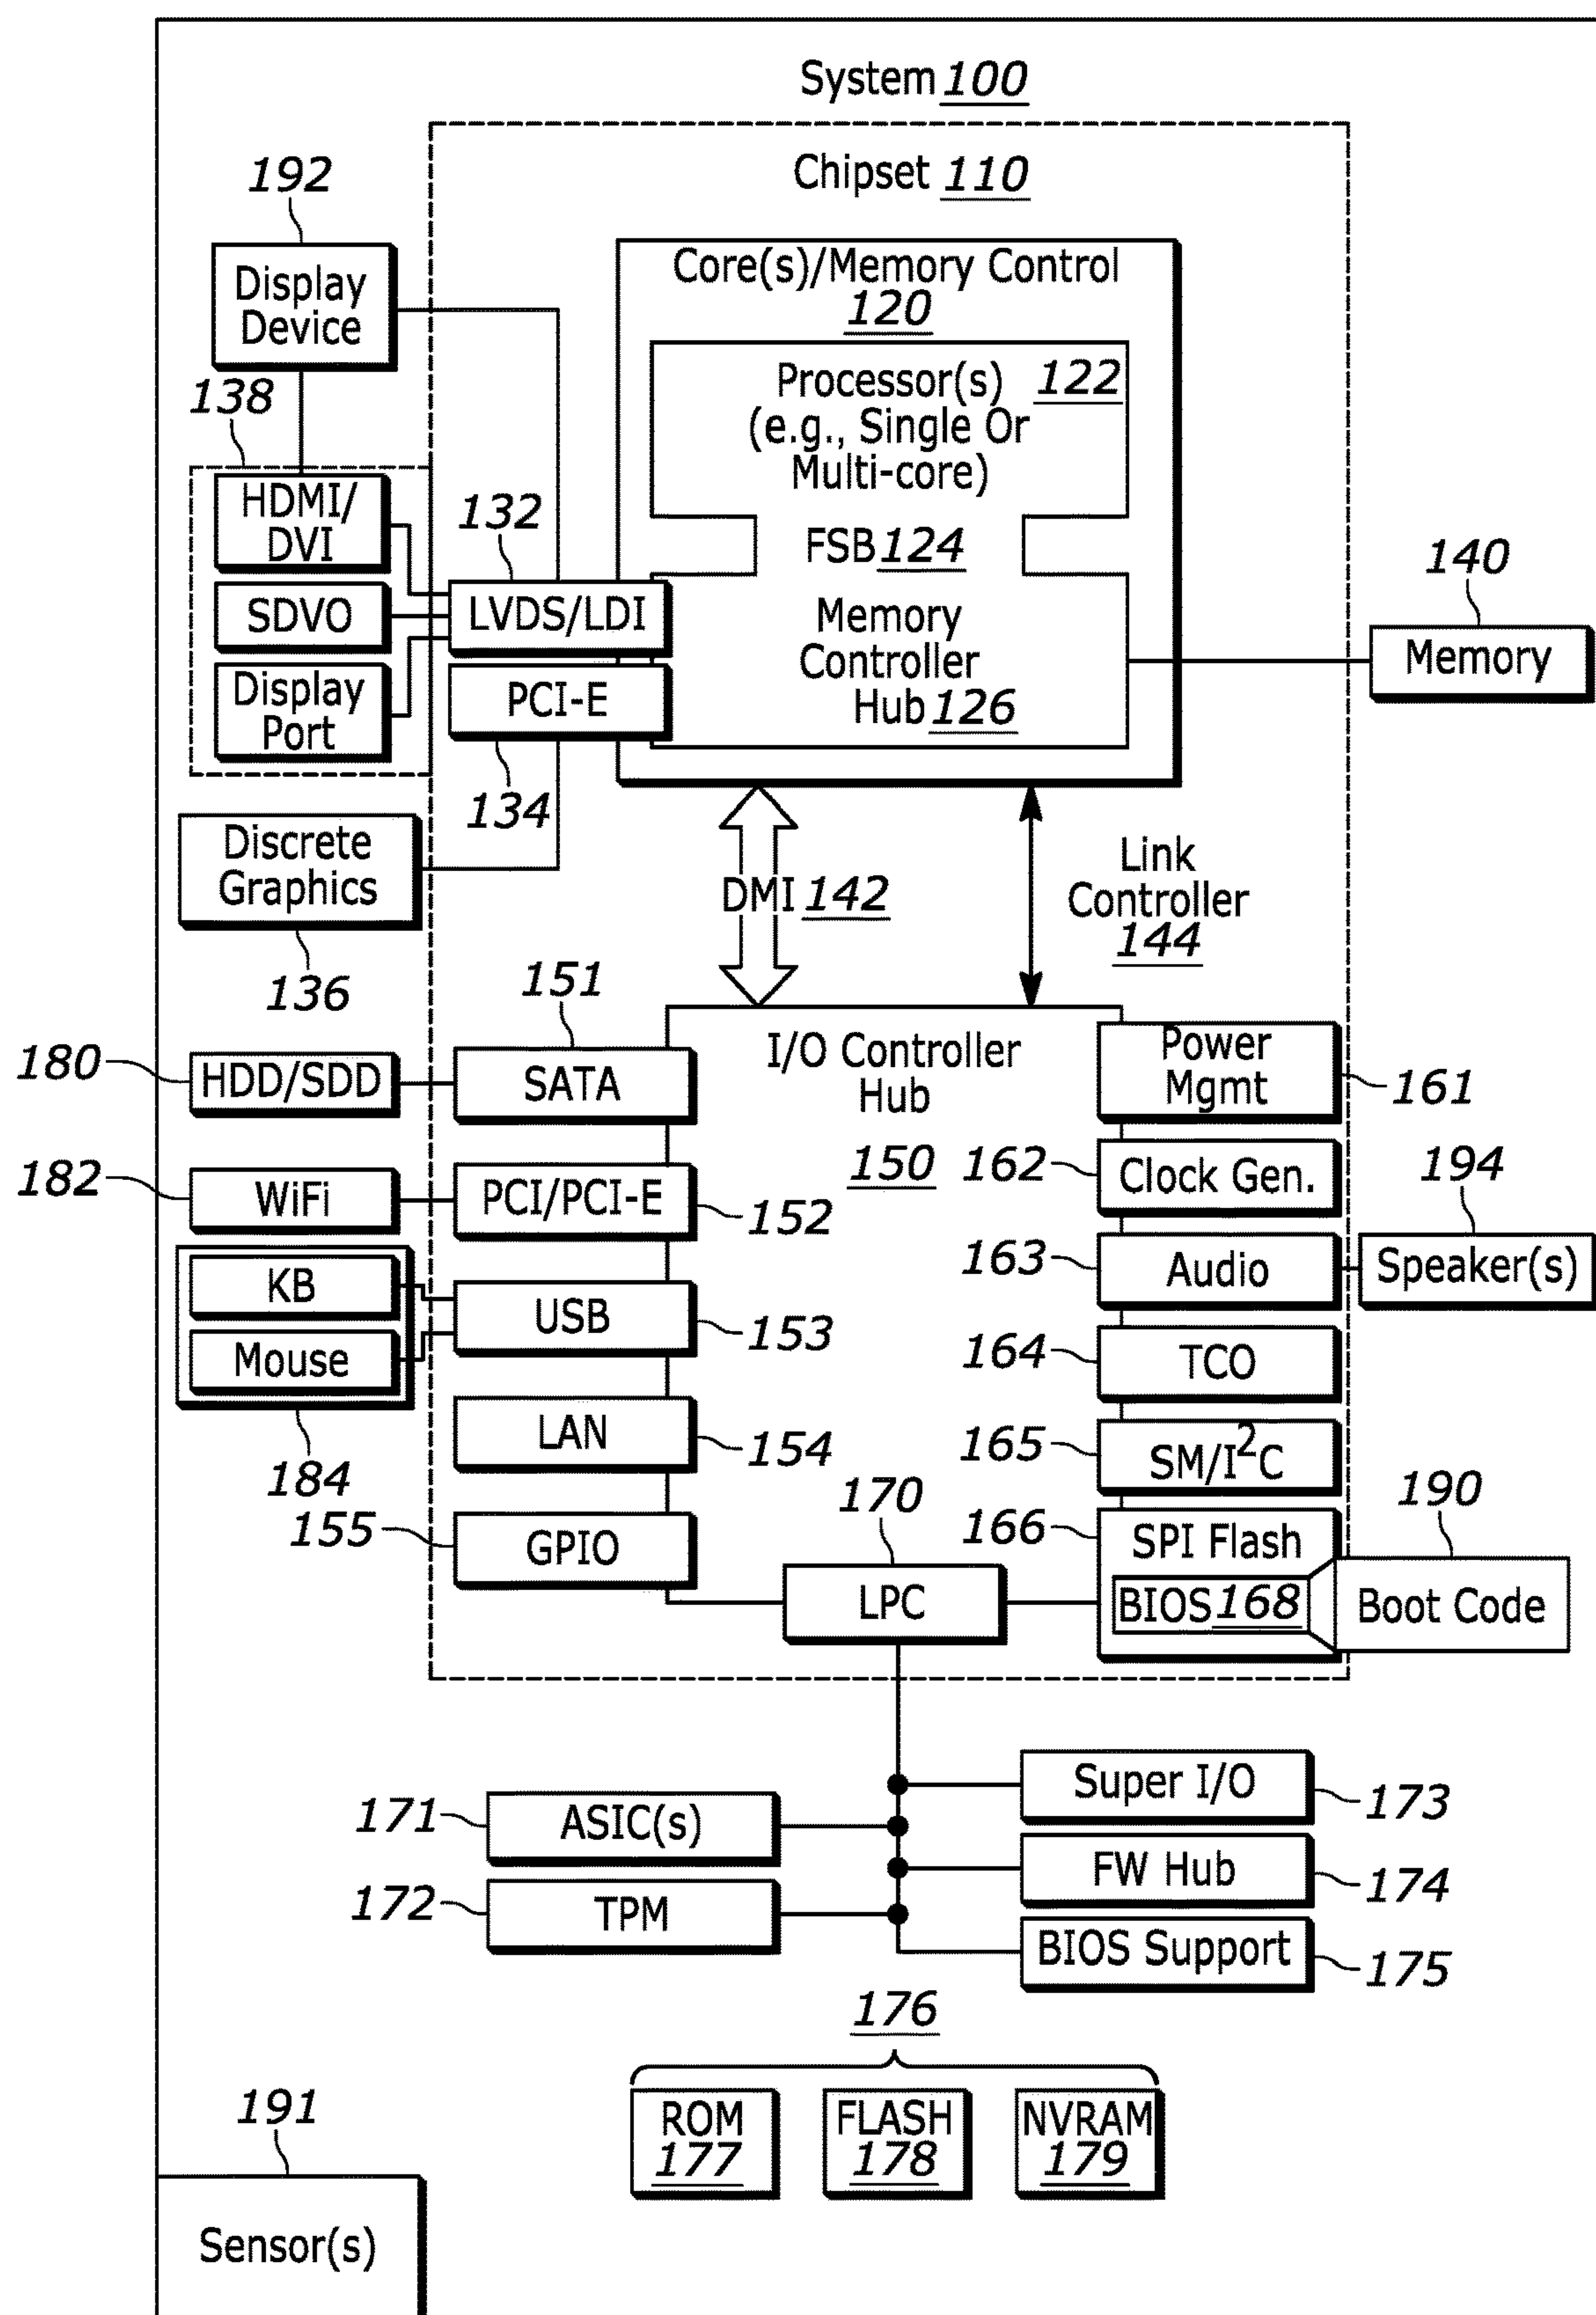 System 100
Chipset 110
192
Display
Device
Core(s)/Memory Control
120
Processor(s) 122
(e.g., Single Or
Multi-core)
FSB 124
Memory
Controller
Hub 126
138
HDMI/
DVI
SDVO
Display
Port
132
LVDS/LDI
PCI-E
134
140
Memory
Discrete
Graphics
136
DMI 142
Link
Controller
144
151
180
HDD/SDD
SATA
I/O Controller
Hub
150
Power
Mgmt
161
182
WiFi
PCI/PCI-E
152
162
Clock Gen.
194
KB
Mouse
184
USB
153
163
Audio
Speaker(s)
164
TCO
LAN
154
165
SM/I²C
155
GPIO
170
LPC
166
SPI Flash
BIOS 168
190
Boot Code
171
ASIC(s)
172
TPM
Super I/O
173
FW Hub
174
BIOS Support
175
176
ROM
177
FLASH
178
NVRAM
179
191
Sensor(s)